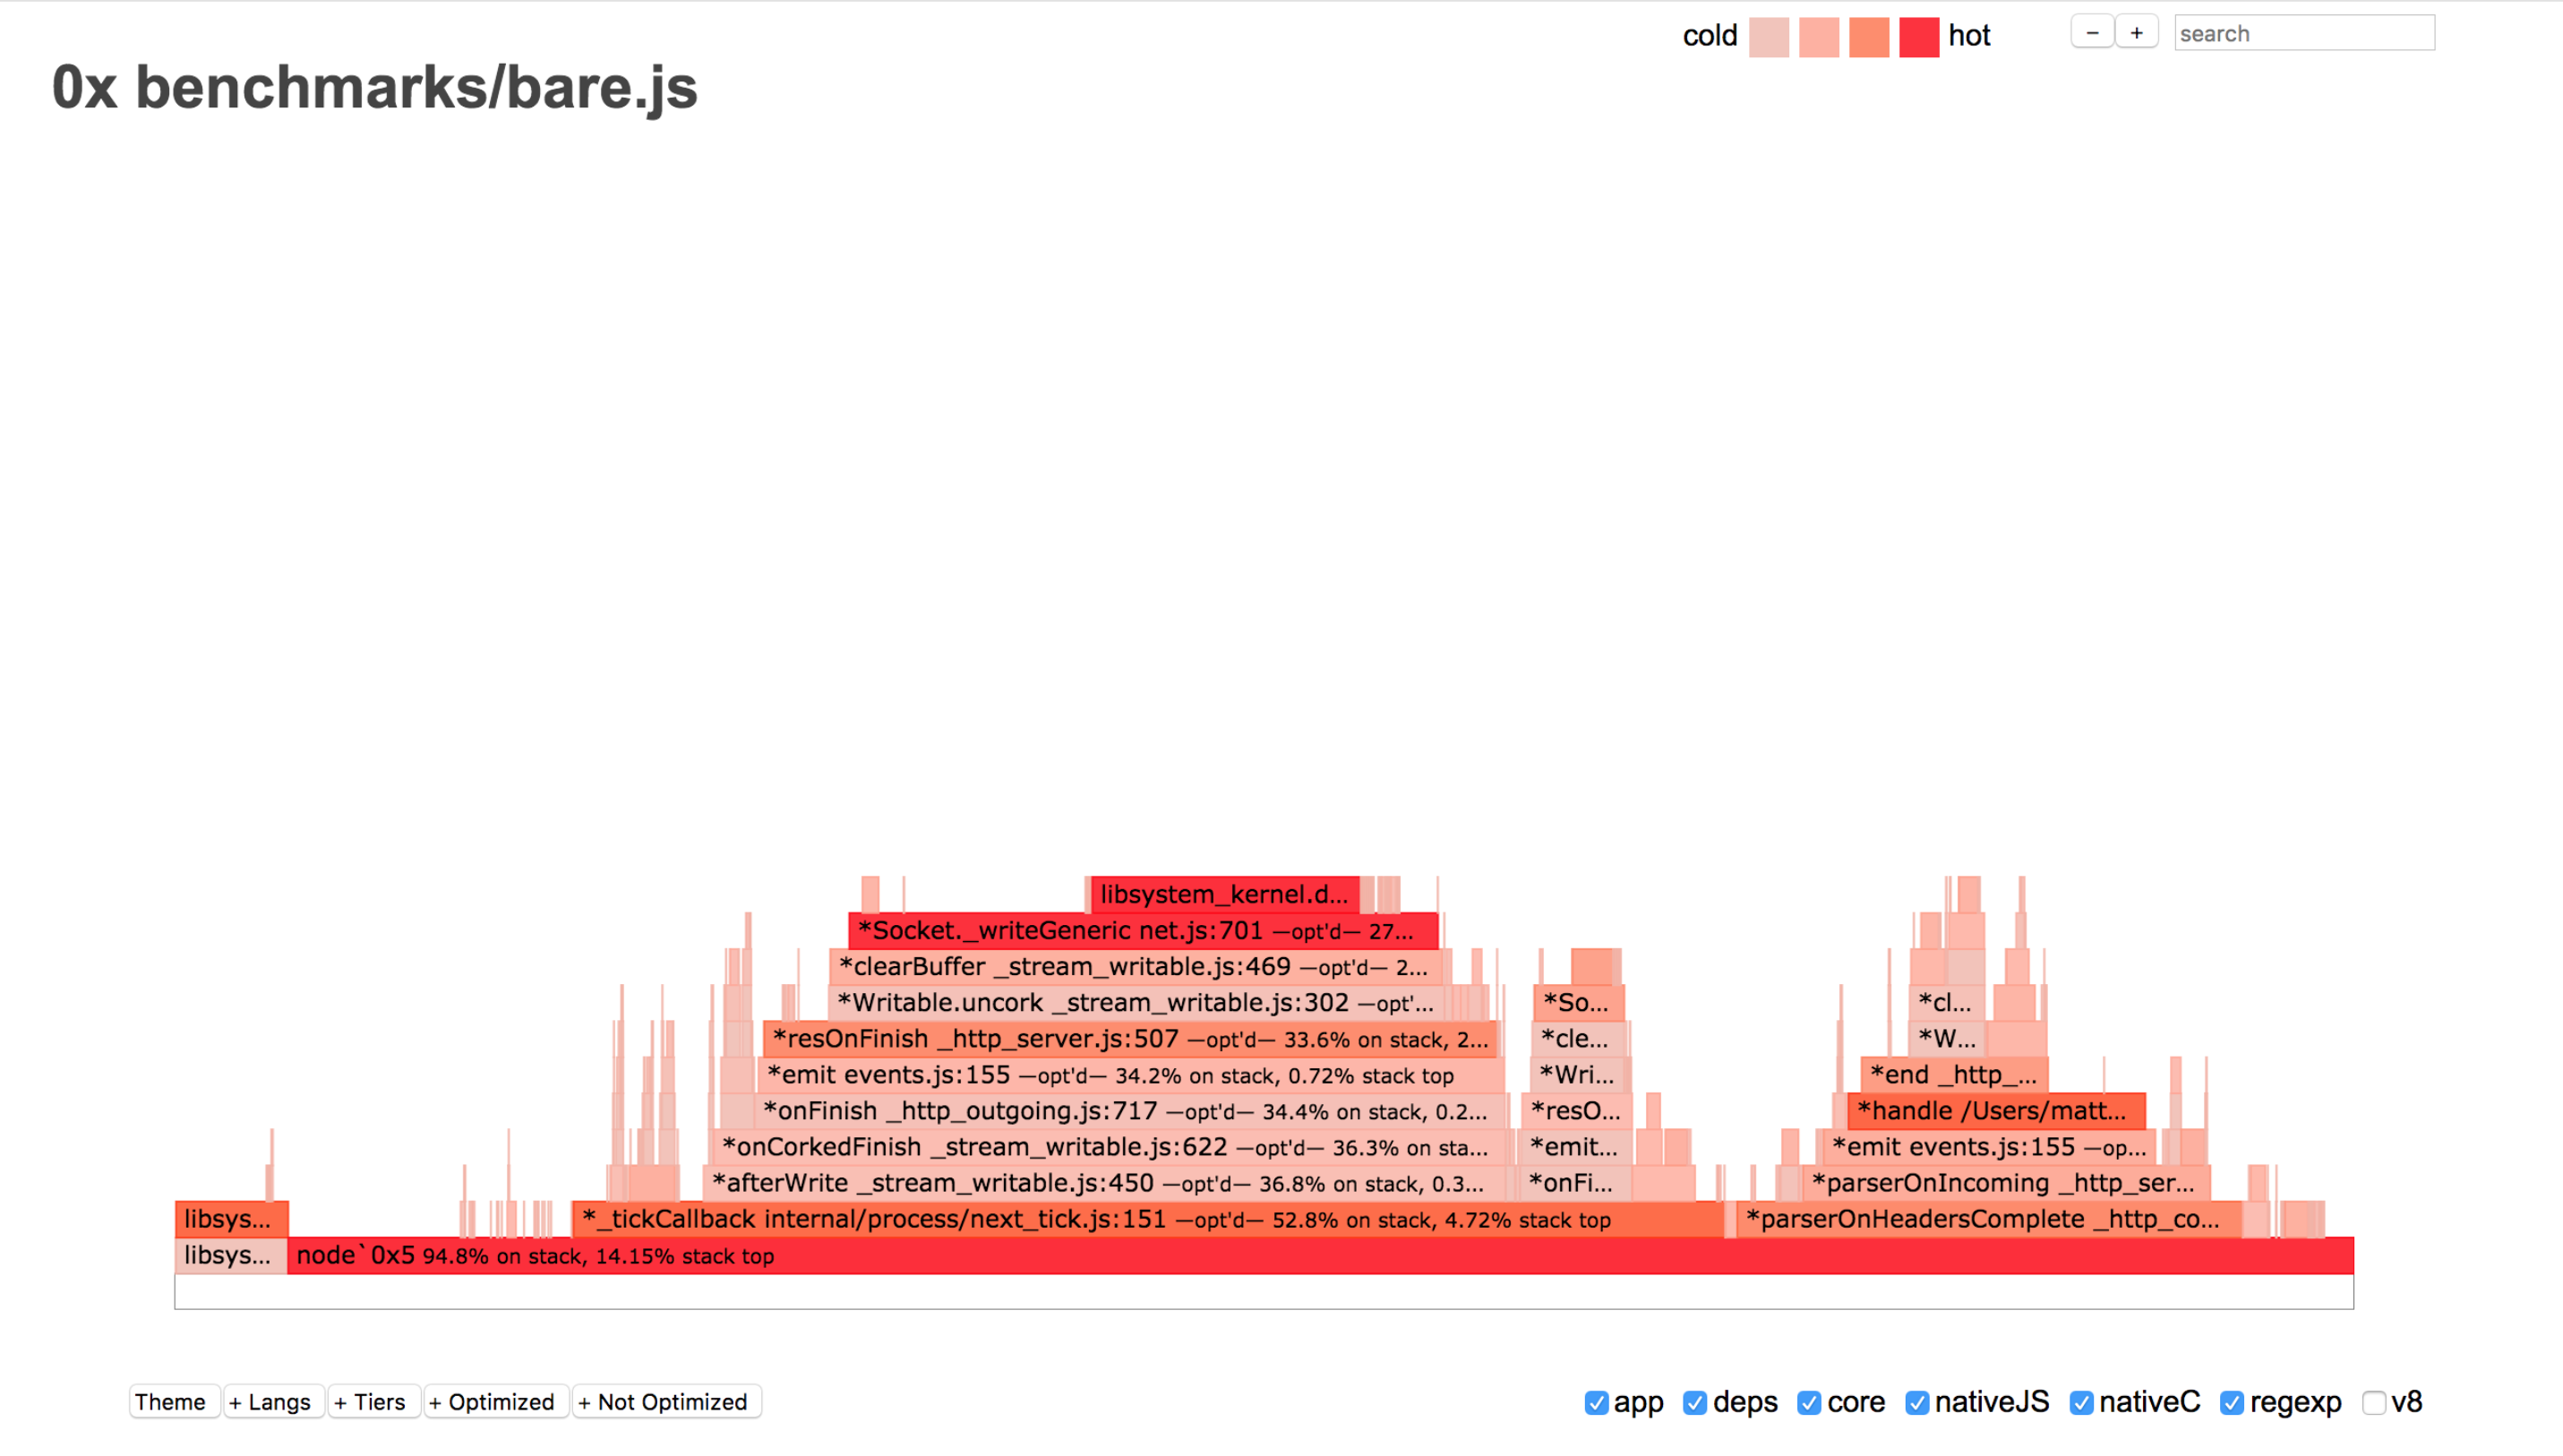 cold hot
− + search
0x benchmarks/bare.js
libsystem_kernel.d...
*Socket._writeGeneric net.js:701 —opt'd— 27...
*clearBuffer _stream_writable.js:469 —opt'd— 2...
*Writable.uncork _stream_writable.js:302 —opt'... *So... *cl...
*resOnFinish _http_server.js:507 —opt'd— 33.6% on stack, 2... *cle... *W...
*emit events.js:155 —opt'd— 34.2% on stack, 0.72% stack top *Wri... *end _http_...
*onFinish _http_outgoing.js:717 —opt'd— 34.4% on stack, 0.2... *resO... *handle /Users/matt...
*onCorkedFinish _stream_writable.js:622 —opt'd— 36.3% on sta... *emit... *emit events.js:155 —op...
*afterWrite _stream_writable.js:450 —opt'd— 36.8% on stack, 0.3... *onFi... *parserOnIncoming _http_ser...
libsys... *_tickCallback internal/process/next_tick.js:151 —opt'd— 52.8% on stack, 4.72% stack top *parserOnHeadersComplete _http_co...
libsys... node`0x5 94.8% on stack, 14.15% stack top
Theme + Langs + Tiers + Optimized + Not Optimized app deps core nativeJS nativeC regexp v8